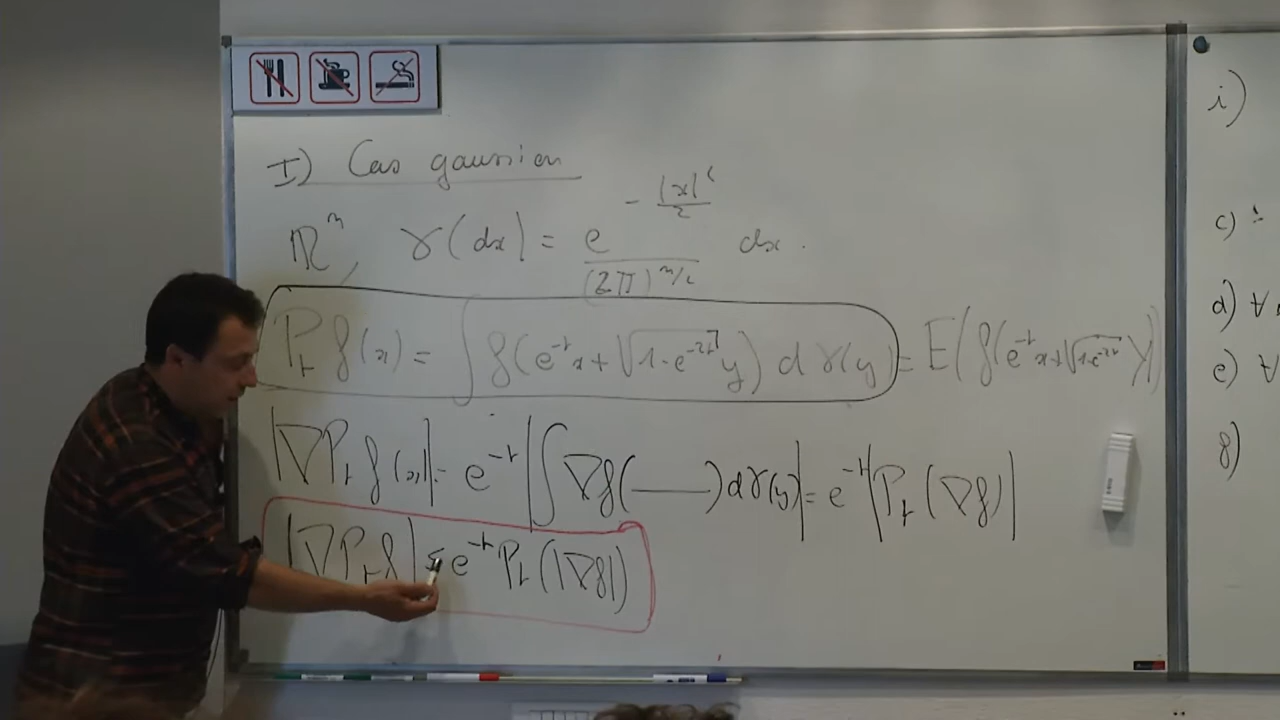 I) Cas gaussien
ℝⁿ, γ(dx) = e^{-|x|²/2} / (2π)^{n/2} dx.
P_t f(x) = ∫ f(e^{-t}x + √(1-e^{-2t}) y) dγ(y) = E(f(e^{-t}x + √(1-e^{-2t}) Y))
|∇P_t f(x)| = e^{-t} |∫ ∇f(——) dγ(y)| = e^{-t} |P_t(∇f)|
|∇P_t f| ≤ e^{-t} P_t(|∇f|)
i)
c)
d) ∀
e) ∀
f)